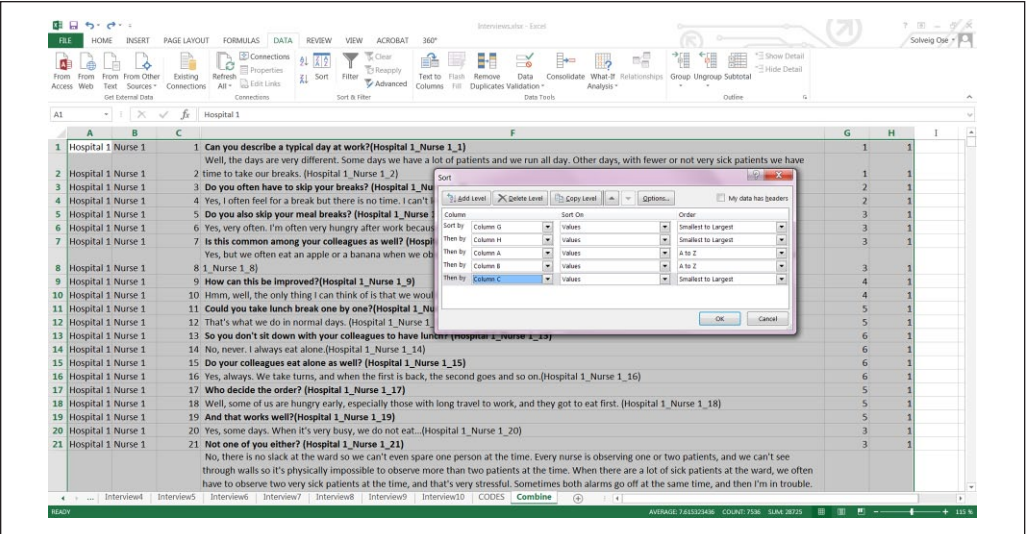 Interviews.xlsx - Excel
FILE HOME INSERT PAGE LAYOUT FORMULAS DATA REVIEW VIEW ACROBAT 360°
Solveig Ose
From Access From Web From Text From Other Sources Existing Connections Refresh All Connections Properties Edit Links Sort Filter Clear Reapply Advanced Text to Columns Flash Fill Remove Duplicates Data Validation Consolidate What-If Analysis Relationships Group Ungroup Subtotal Show Detail Hide Detail
Get External Data Connections Sort & Filter Data Tools Outline
A1 fx Hospital 1
A B C F G H I
1 Hospital 1 Nurse 1 1 Can you describe a typical day at work?(Hospital 1_Nurse 1_1) 1 1
Well, the days are very different. Some days we have a lot of patients and we run all day. Other days, with fewer or not very sick patients we have
2 Hospital 1 Nurse 1 2 time to take our breaks. (Hospital 1_Nurse 1_2) 1 1
3 Hospital 1 Nurse 1 3 Do you often have to skip your breaks? (Hospital 1_Nu 2 1
4 Hospital 1 Nurse 1 4 Yes, I often feel for a break but there is no time. I can't 2 1
5 Hospital 1 Nurse 1 5 Do you also skip your meal breaks? (Hospital 1_Nurse 3 1
6 Hospital 1 Nurse 1 6 Yes, very often. I'm often very hungry after work becaus 3 1
7 Hospital 1 Nurse 1 7 Is this common among your colleagues as well? (Hospi 3 1
Yes, but we often eat an apple or a banana when we ob
8 Hospital 1 Nurse 1 8 1_Nurse 1_8) 3 1
9 Hospital 1 Nurse 1 9 How can this be improved?(Hospital 1_Nurse 1_9) 4 1
10 Hospital 1 Nurse 1 10 Hmm, well, the only thing I can think of is that we woul 4 1
11 Hospital 1 Nurse 1 11 Could you take lunch break one by one?(Hospital 1_Nu 5 1
12 Hospital 1 Nurse 1 12 That's what we do in normal days. (Hospital 1_Nurse 1_ 5 1
13 Hospital 1 Nurse 1 13 So you don't sit down with your colleagues to have lunch? (Hospital 1_Nurse 1_13) 6 1
14 Hospital 1 Nurse 1 14 No, never. I always eat alone.(Hospital 1_Nurse 1_14) 6 1
15 Hospital 1 Nurse 1 15 Do your colleagues eat alone as well? (Hospital 1_Nurse 1_15) 6 1
16 Hospital 1 Nurse 1 16 Yes, always. We take turns, and when the first is back, the second goes and so on.(Hospital 1_Nurse 1_16) 6 1
17 Hospital 1 Nurse 1 17 Who decide the order? (Hospital 1_Nurse 1_17) 5 1
18 Hospital 1 Nurse 1 18 Well, some of us are hungry early, especially those with long travel to work, and they got to eat first. (Hospital 1_Nurse 1_18) 5 1
19 Hospital 1 Nurse 1 19 And that works well?(Hospital 1_Nurse 1_19) 5 1
20 Hospital 1 Nurse 1 20 Yes, some days. When it's very busy, we do not eat...(Hospital 1_Nurse 1_20) 3 1
21 Hospital 1 Nurse 1 21 Not one of you either? (Hospital 1_Nurse 1_21) 3 1
No, there is no slack at the ward so we can't even spare one person at the time. Every nurse is observing one or two patients, and we can't see
through walls so it's physically impossible to observe more than two patients at the time. When there are a lot of sick patients at the ward, we often
have to observe two very sick patients at the time, and that's very stressful. Sometimes both alarms go off at the same time, and then I'm in trouble.
Sort
Add Level Delete Level Copy Level Options... My data has headers
Column Sort On Order
Sort by Column G Values Smallest to Largest
Then by Column H Values Smallest to Largest
Then by Column A Values A to Z
Then by Column B Values A to Z
Then by Column C Values Smallest to Largest
OK Cancel
... Interview4 Interview5 Interview6 Interview7 Interview8 Interview9 Interview10 CODES Combine
READY AVERAGE: 7.615323436 COUNT: 7536 SUM: 28725 115 %